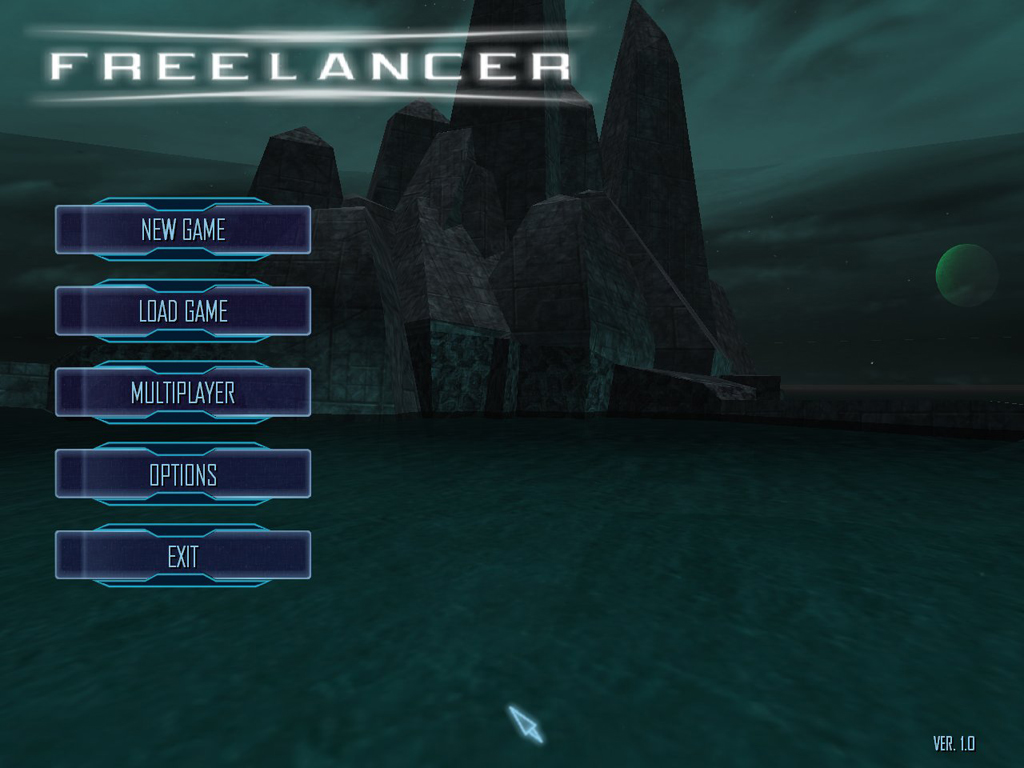 FREELANCER
NEW GAME
LOAD GAME
MULTIPLAYER
OPTIONS
EXIT
VER. 1.0